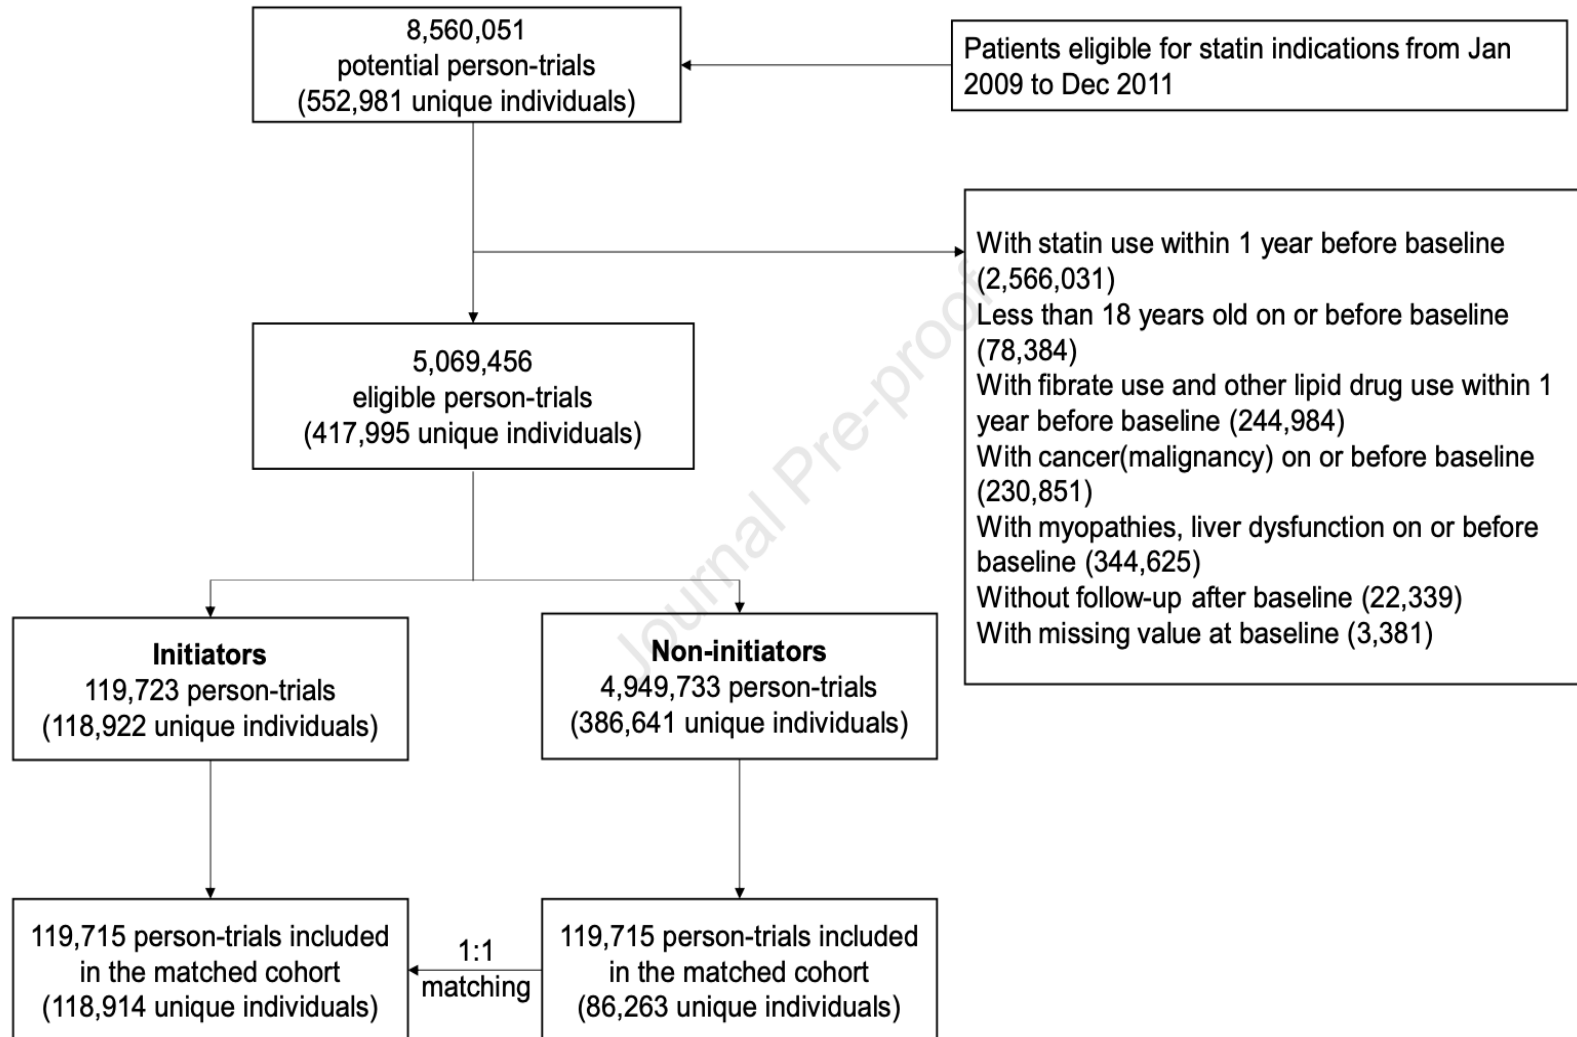 8,560,051
potential person-trials
(552,981 unique individuals)
Patients eligible for statin indications from Jan
2009 to Dec 2011
With statin use within 1 year before baseline
(2,566,031)
Less than 18 years old on or before baseline
(78,384)
With fibrate use and other lipid drug use within 1
year before baseline (244,984)
With cancer(malignancy) on or before baseline
(230,851)
With myopathies, liver dysfunction on or before
baseline (344,625)
Without follow-up after baseline (22,339)
With missing value at baseline (3,381)
5,069,456
eligible person-trials
(417,995 unique individuals)
Journal Pre-proof
Initiators
119,723 person-trials
(118,922 unique individuals)
Non-initiators
4,949,733 person-trials
(386,641 unique individuals)
119,715 person-trials included
in the matched cohort
(118,914 unique individuals)
1:1
matching
119,715 person-trials included
in the matched cohort
(86,263 unique individuals)